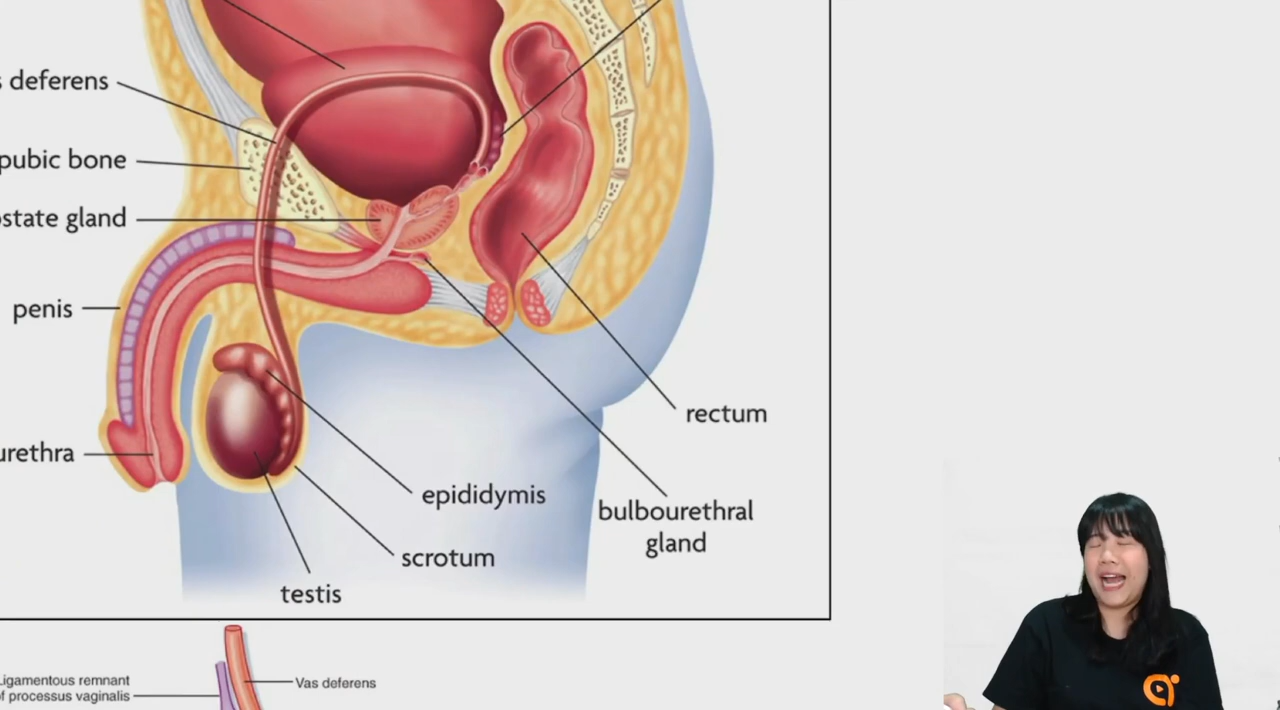 s deferens
pubic bone
ostate gland
penis
urethra
rectum
epididymis
bulbourethral
gland
scrotum
testis
Ligamentous remnant
of processus vaginalis
Vas deferens